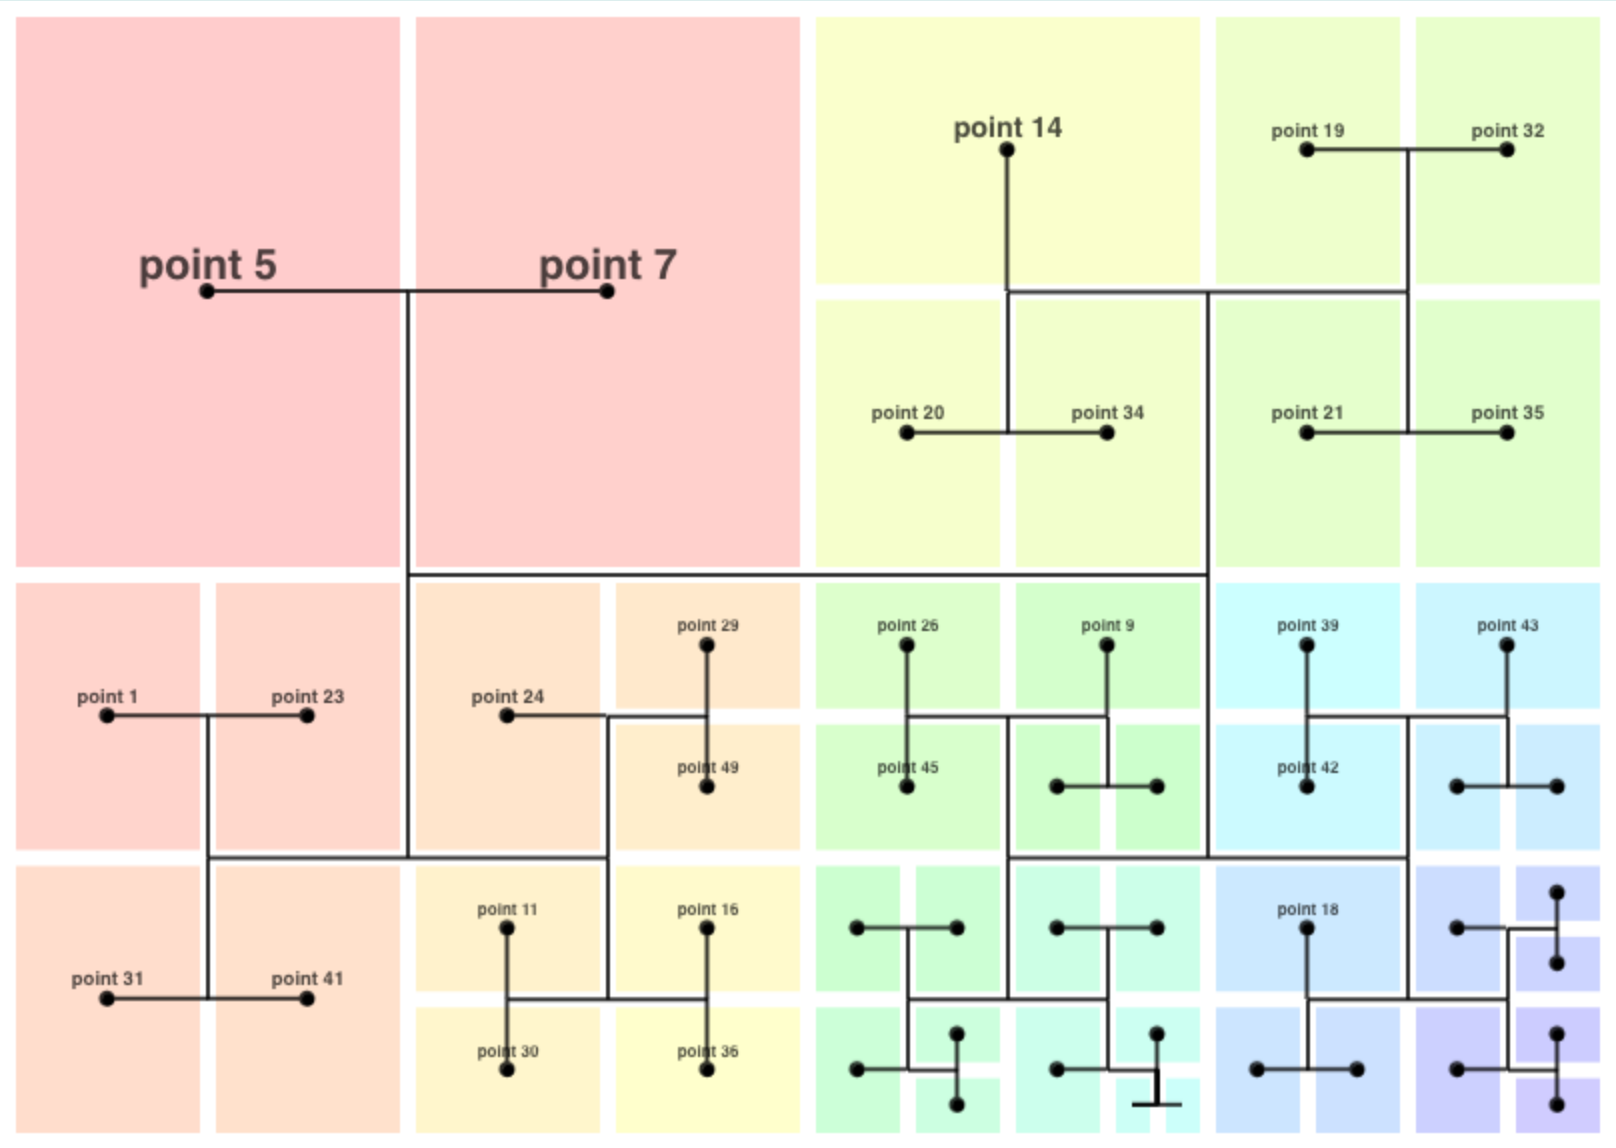 point 14
point 19
point 32
point 5
point 7
point 20
point 34
point 21
point 35
point 29
point 26
point 9
point 39
point 43
point 1
point 23
point 24
point 49
point 45
point 42
point 11
point 16
point 18
point 31
point 41
point 30
point 36